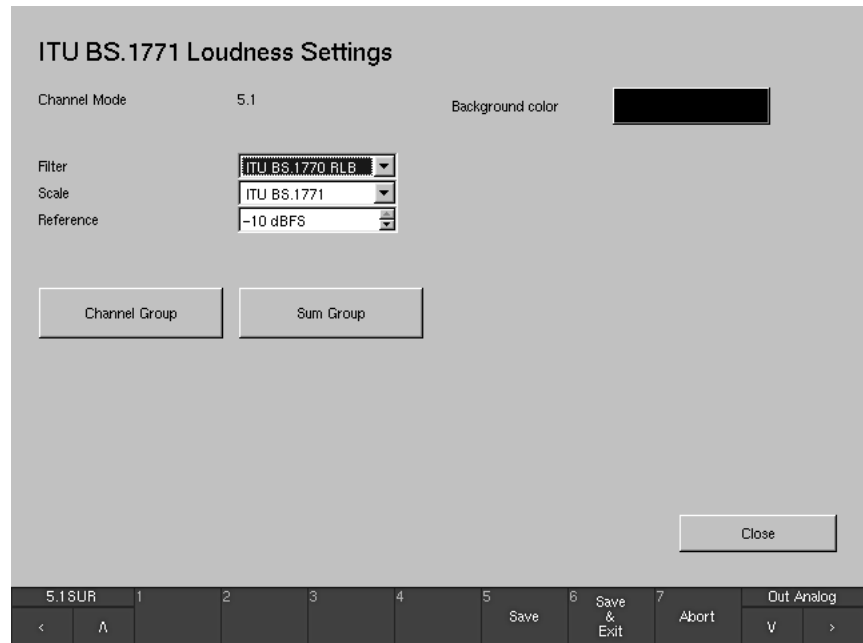 ITU BS.1771 Loudness Settings
Channel Mode 5.1 Background color
Filter ITU BS.1770 RLB
Scale ITU BS.1771
Reference -10 dBFS
Channel Group Sum Group
Close
5.1SUR 1 2 3 4 5 Save 6 Save & Exit 7 Abort Out Analog
< Λ V >